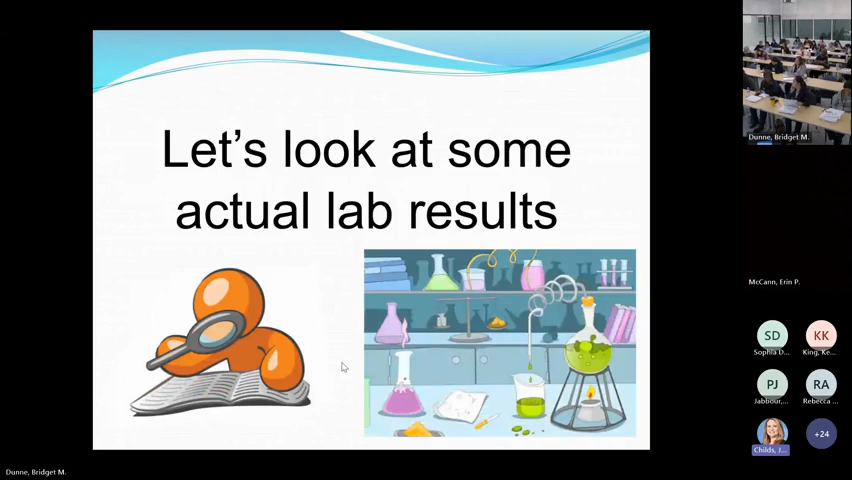 Let's look at some
actual lab results
Dunne, Bridget M.
McCann, Erin P.
SD
KK
Sophia D...
King, Ke...
PJ
RA
Jabbour,...
Rebecca ...
+24
Childs, J...
Dunne, Bridget M.